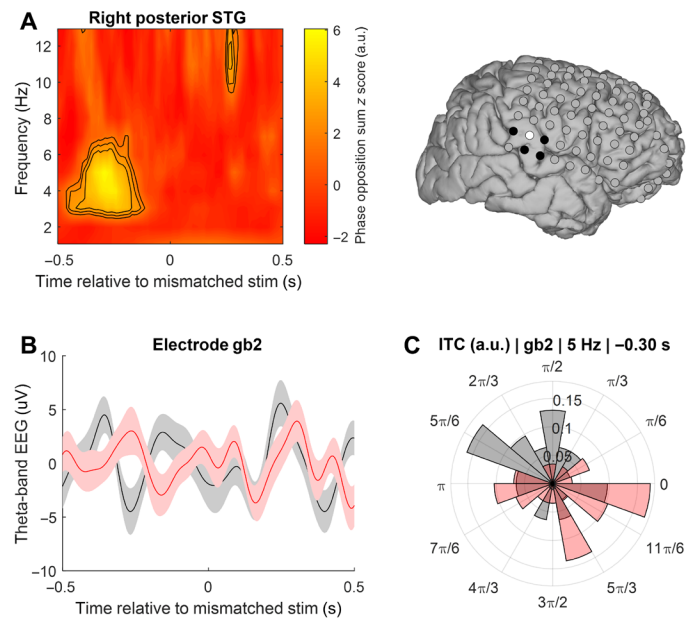 A
Right posterior STG
Frequency (Hz)
12
10
8
6
4
2
−0.5
0
0.5
Time relative to mismatched stim (s)
6
4
2
0
−2
Phase opposition sum z score (a.u.)
B
Electrode gb2
Theta-band EEG (uV)
10
5
0
−5
−10
−0.5
0
0.5
Time relative to mismatched stim (s)
C
ITC (a.u.) | gb2 | 5 Hz | −0.30 s
π/2
2π/3
π/3
5π/6
π/6
0.15
0.1
0.05
π
0
7π/6
11π/6
4π/3
5π/3
3π/2